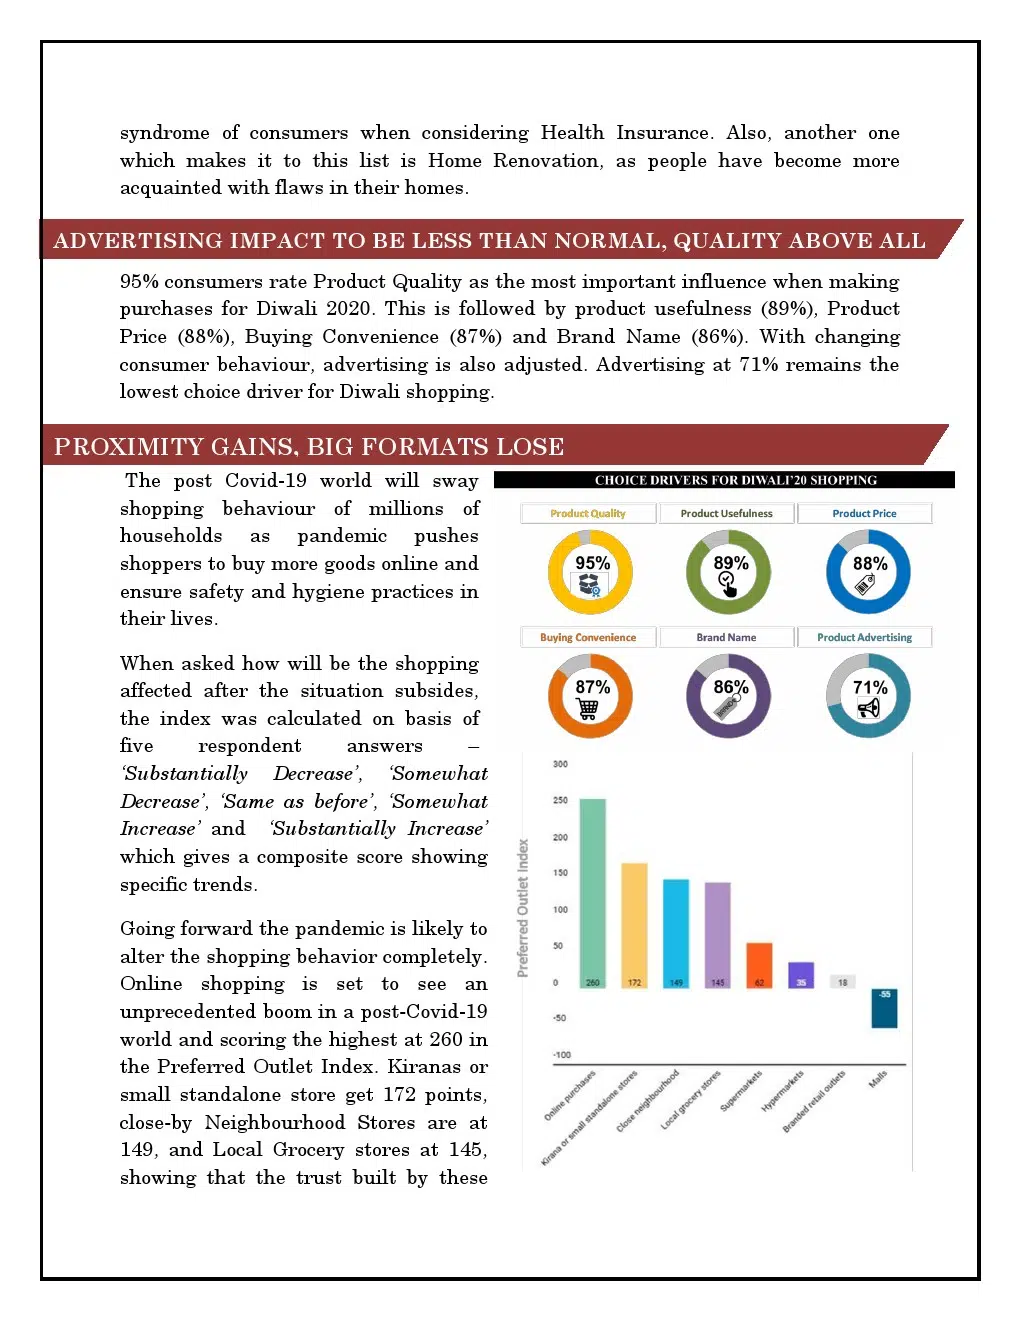 syndrome of consumers when considering Health Insurance. Also, another one
which makes it to this list is Home Renovation, as people have become more
acquainted with flaws in their homes.
ADVERTISING IMPACT TO BE LESS THAN NORMAL, QUALITY ABOVE ALL
95% consumers rate Product Quality as the most important influence when making
purchases for Diwali 2020. This is followed by product usefulness (89%), Product
Price (88%), Buying Convenience (87%) and Brand Name (86%). With changing
consumer behaviour, advertising is also adjusted. Advertising at 71% remains the
lowest choice driver for Diwali shopping.
PROXIMITY GAINS, BIG FORMATS LOSE
The post Covid-19 world will sway
shopping behaviour of millions of
households as pandemic pushes
shoppers to buy more goods online and
ensure safety and hygiene practices in
their lives.
When asked how will be the shopping
affected after the situation subsides,
the index was calculated on basis of
five respondent answers –
‘Substantially Decrease’, ‘Somewhat
Decrease’, ‘Same as before’, ‘Somewhat
Increase’ and ‘Substantially Increase’
which gives a composite score showing
specific trends.
Going forward the pandemic is likely to
alter the shopping behavior completely.
Online shopping is set to see an
unprecedented boom in a post-Covid-19
world and scoring the highest at 260 in
the Preferred Outlet Index. Kiranas or
small standalone store get 172 points,
close-by Neighbourhood Stores are at
149, and Local Grocery stores at 145,
showing that the trust built by these
CHOICE DRIVERS FOR DIWALI’20 SHOPPING
Product Quality Product Usefulness Product Price
95% 89% 88%
Buying Convenience Brand Name Product Advertising
87% 86% 71%
BRAND
Preferred Outlet Index
300
250
200
150
100
50
0
-50
-100
260 172 149 145 62 35 18 -55
Online purchases
Kirana or small standalone stores
Close neighbourhood
Local grocery stores
Supermarkets
Hypermarkets
Branded retail outlets
Malls